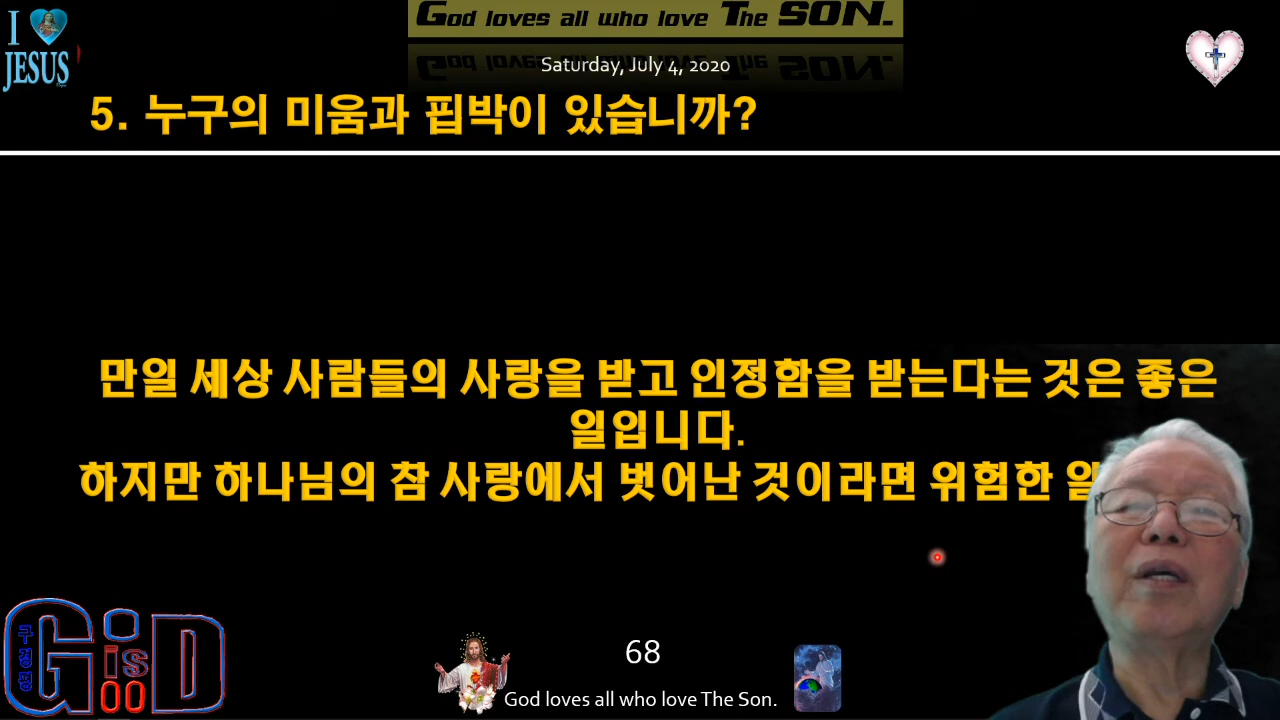 I
JESUS
God loves all who love The SON.
Saturday, July 4, 2020
5. 누구의 미움과 핍박이 있습니까?
만일 세상 사람들의 사랑을 받고 인정함을 받는다는 것은 좋은
일입니다.
하지만 하나님의 참 사랑에서 벗어난 것이라면 위험한
G is D
68
God loves all who love The Son.